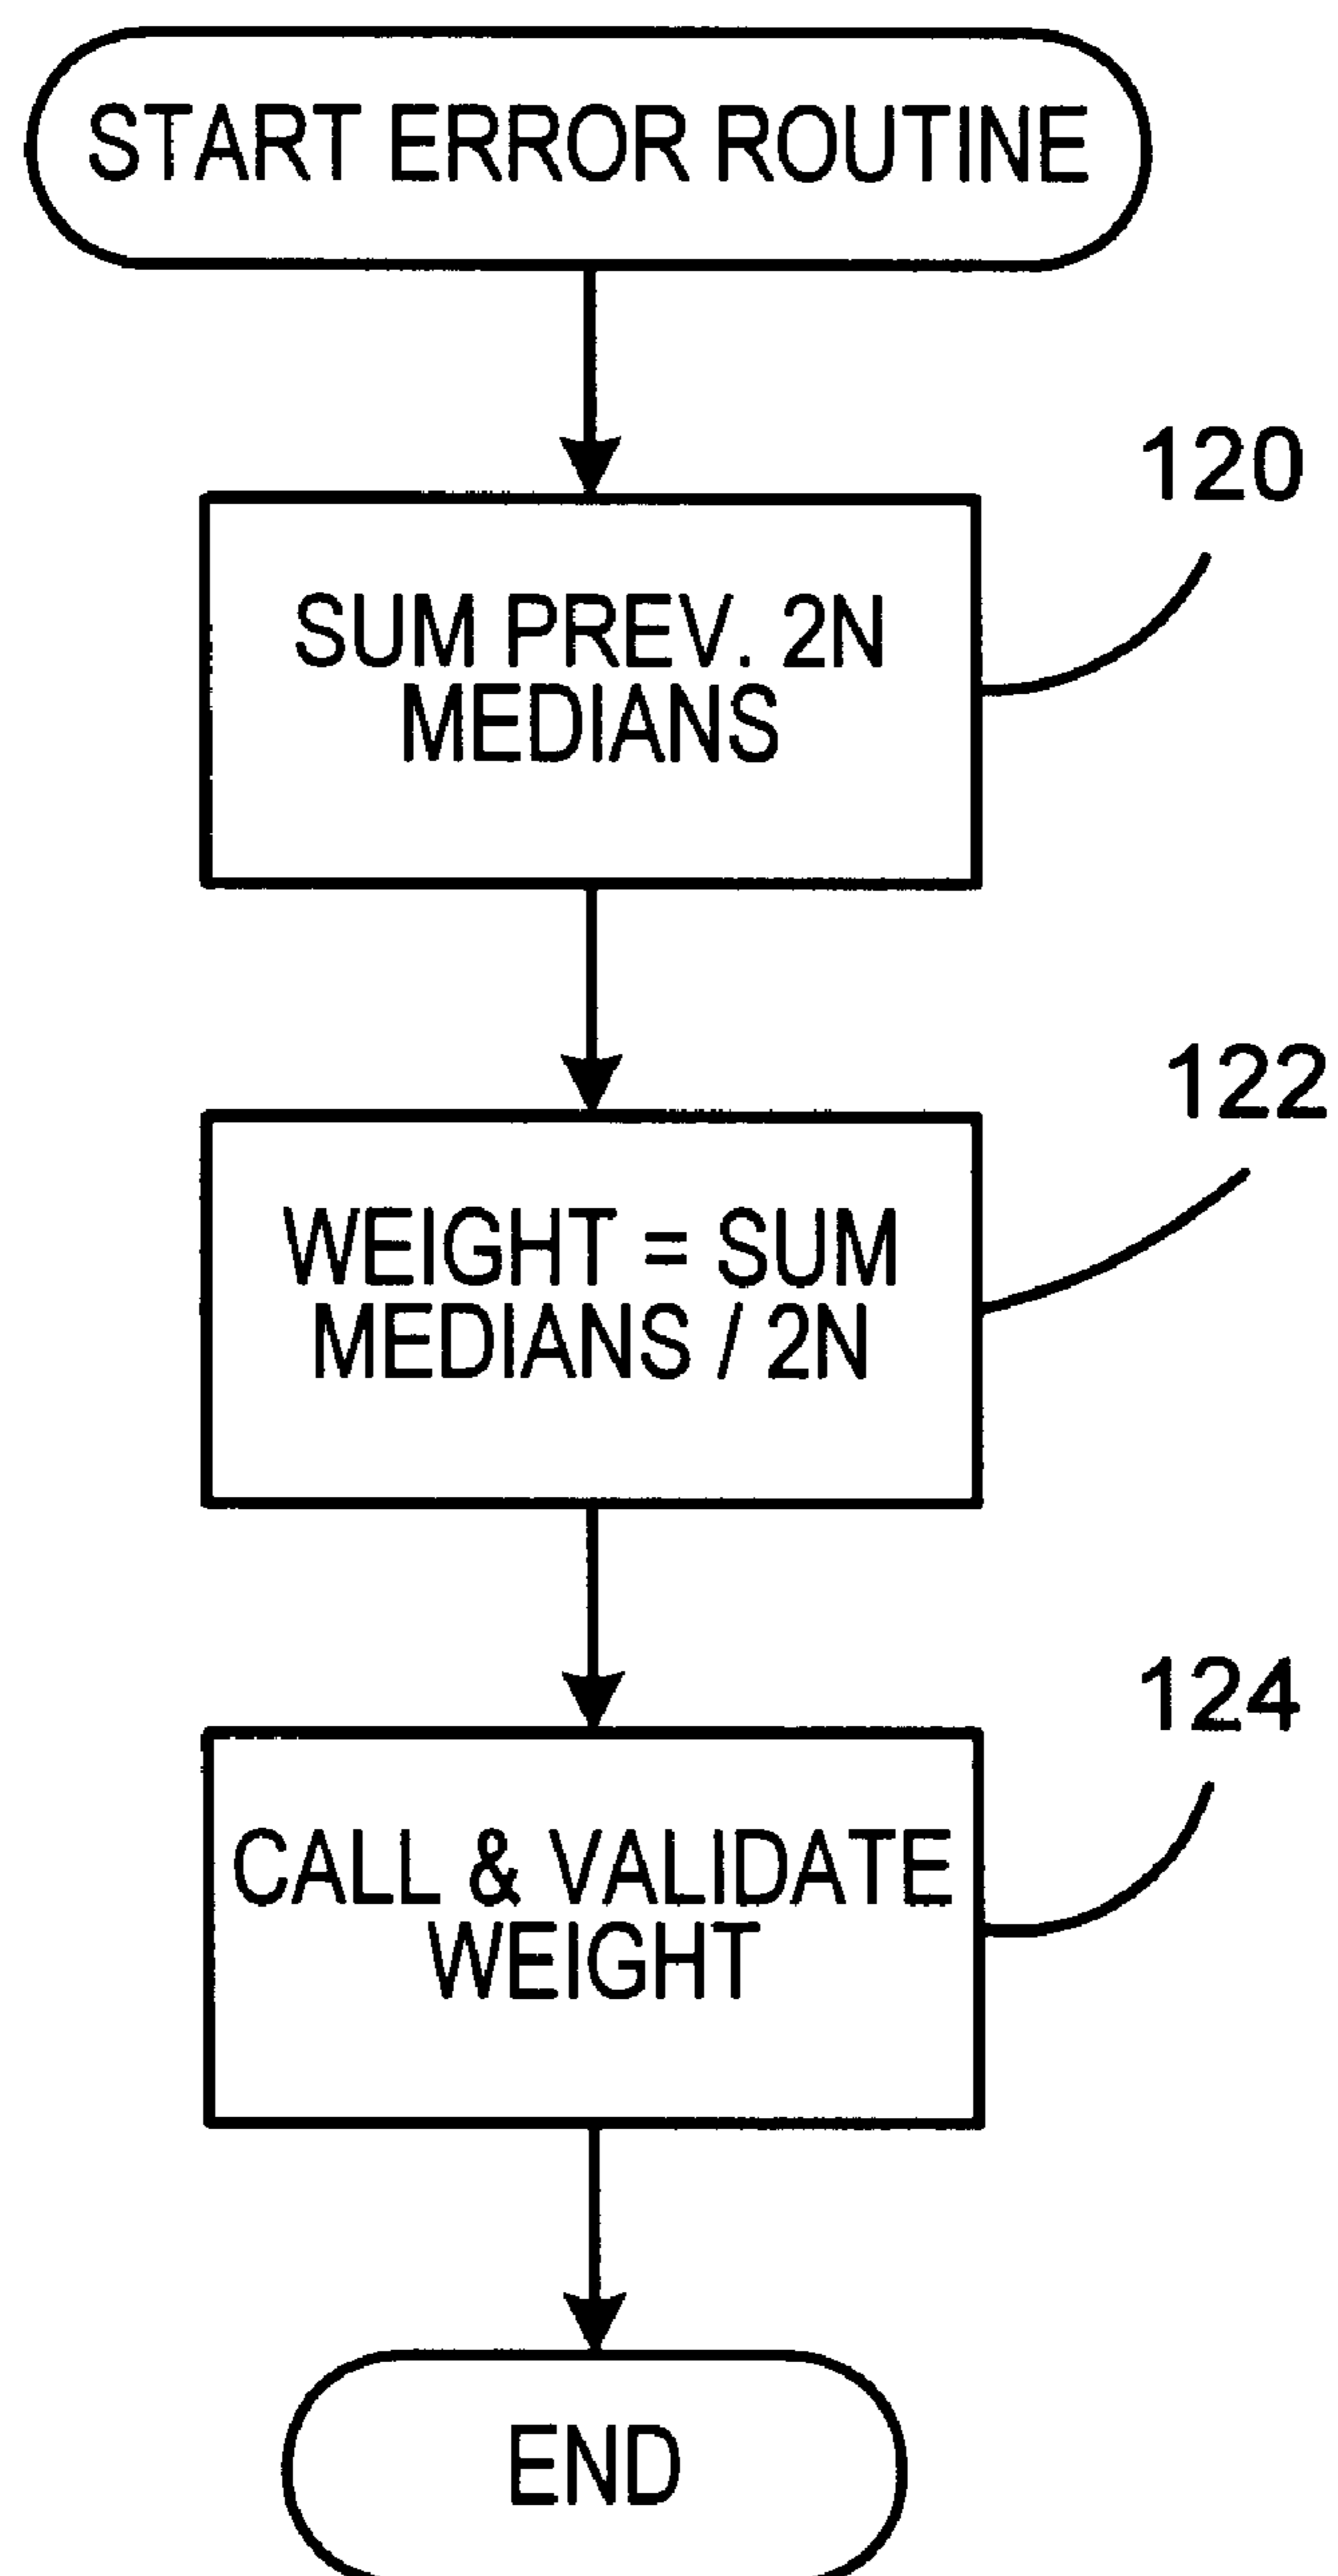 START ERROR ROUTINE
120
SUM PREV. 2N
MEDIANS
122
WEIGHT = SUM
MEDIANS / 2N
124
CALL & VALIDATE
WEIGHT
END